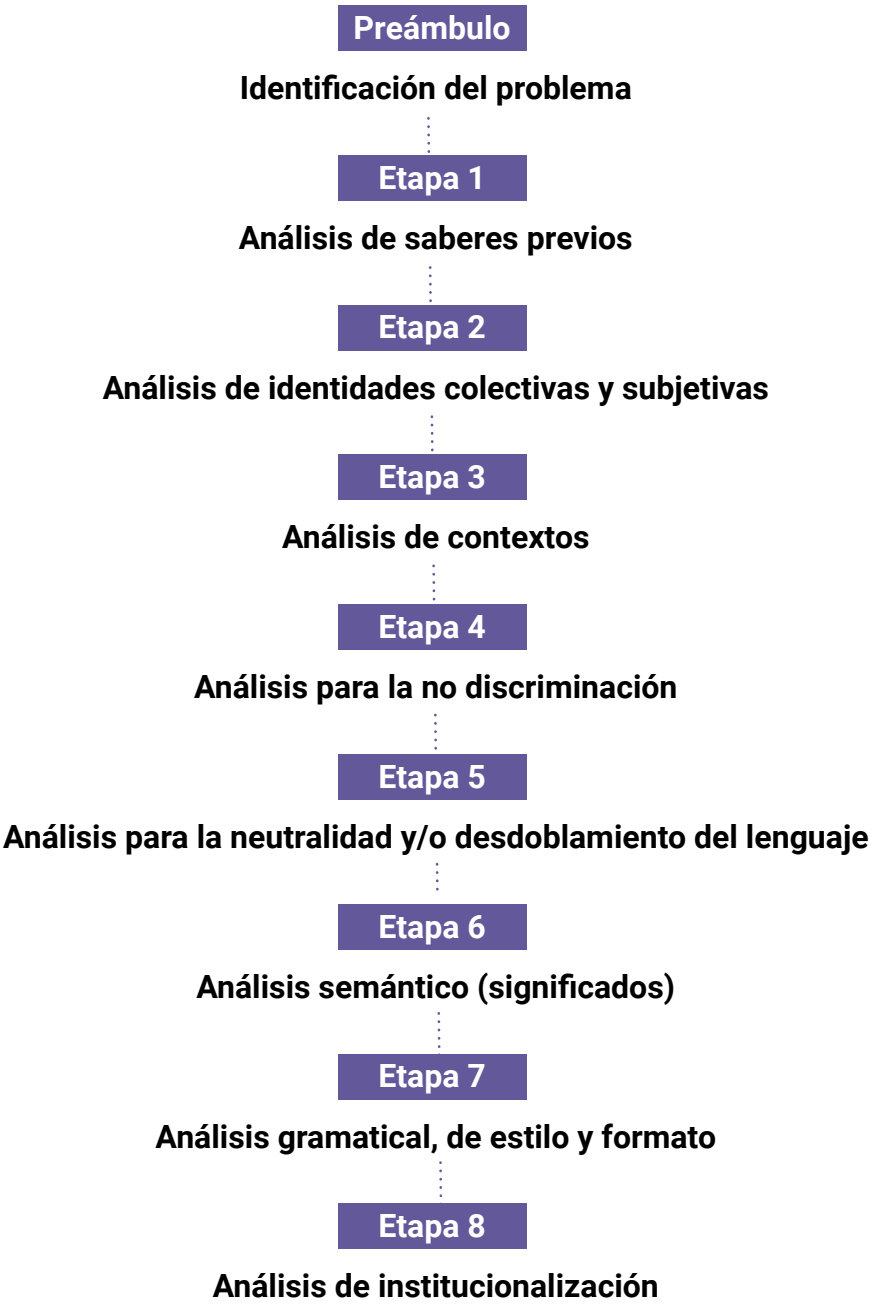 Preámbulo
Identificación del problema
Etapa 1
Análisis de saberes previos
Etapa 2
Análisis de identidades colectivas y subjetivas
Etapa 3
Análisis de contextos
Etapa 4
Análisis para la no discriminación
Etapa 5
Análisis para la neutralidad y/o desdoblamiento del lenguaje
Etapa 6
Análisis semántico (significados)
Etapa 7
Análisis gramatical, de estilo y formato
Etapa 8
Análisis de institucionalización